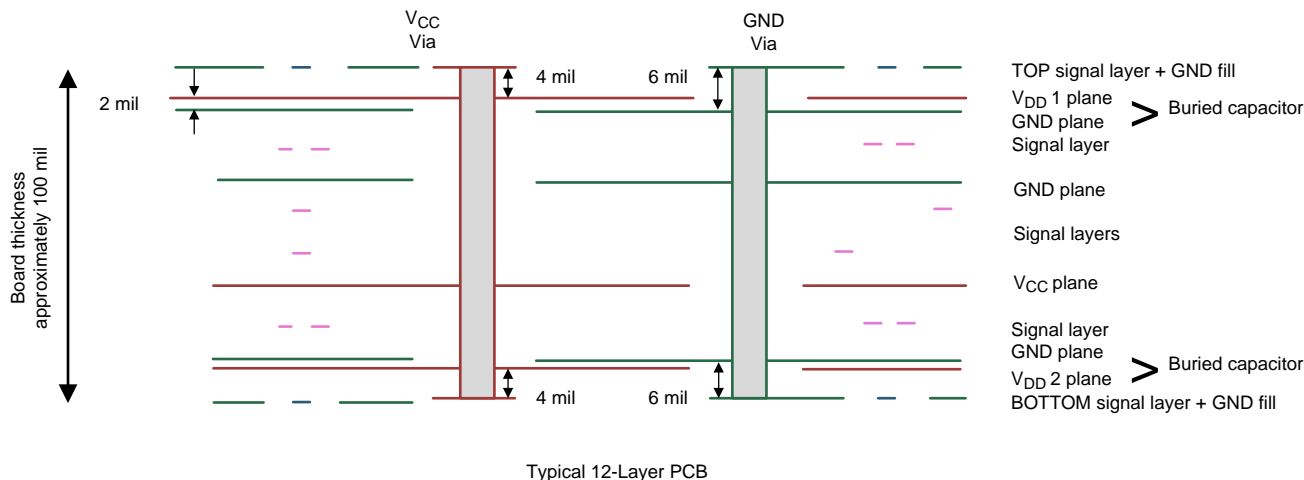 VCC
Via
GND
Via
4 mil
6 mil
2 mil
TOP signal layer + GND fill
VDD 1 plane
GND plane
> Buried capacitor
Signal layer
GND plane
Signal layers
VCC plane
Signal layer
GND plane
VDD 2 plane
> Buried capacitor
BOTTOM signal layer + GND fill
4 mil
6 mil
Board thickness
approximately 100 mil
Typical 12-Layer PCB